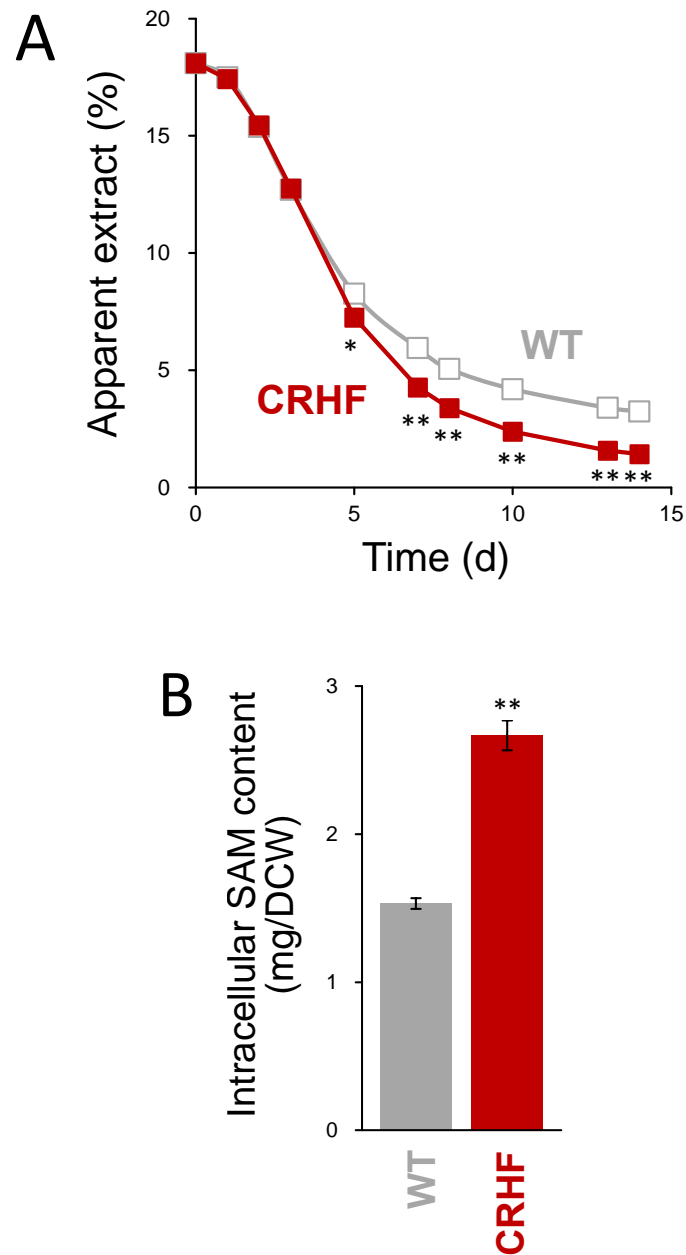 A
Apparent extract (%)
20
15
10
5
0
WT
CRHF
*
**
**
**
**
**
0
5
10
15
Time (d)
B
Intracellular SAM content
(mg/DCW)
3
2
1
0
**
WT
CRHF